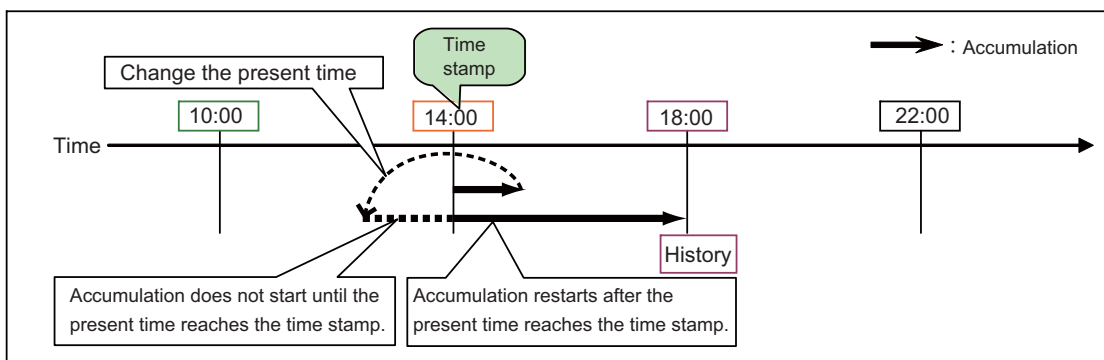 Time
stamp
: Accumulation
Change the present time
10:00
14:00
18:00
22:00
Time
History
Accumulation does not start until the
present time reaches the time stamp.
Accumulation restarts after the
present time reaches the time stamp.